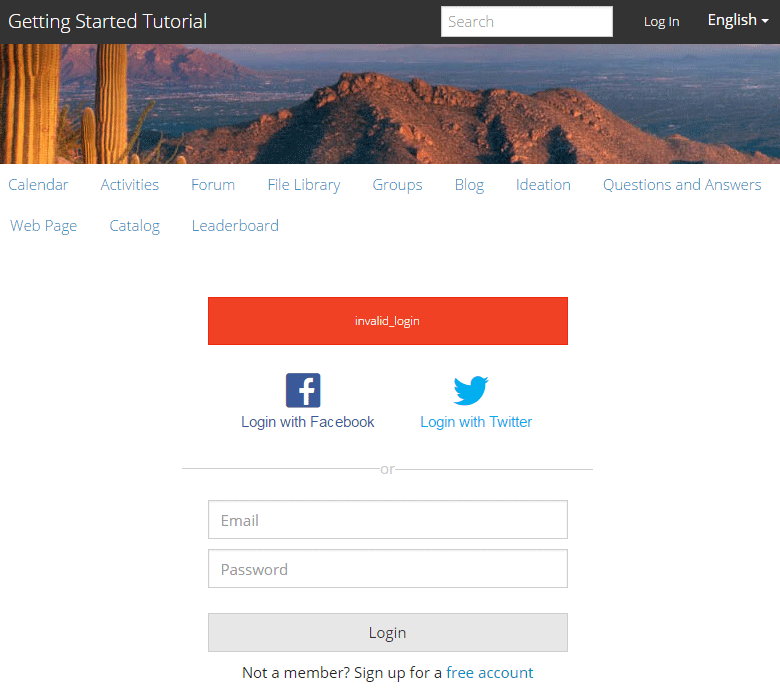 Getting Started Tutorial Search Log In English
Calendar Activities Forum File Library Groups Blog Ideation Questions and Answers
Web Page Catalog Leaderboard
invalid_login
Login with Facebook Login with Twitter
or
Email
Password
Login
Not a member? Sign up for a free account